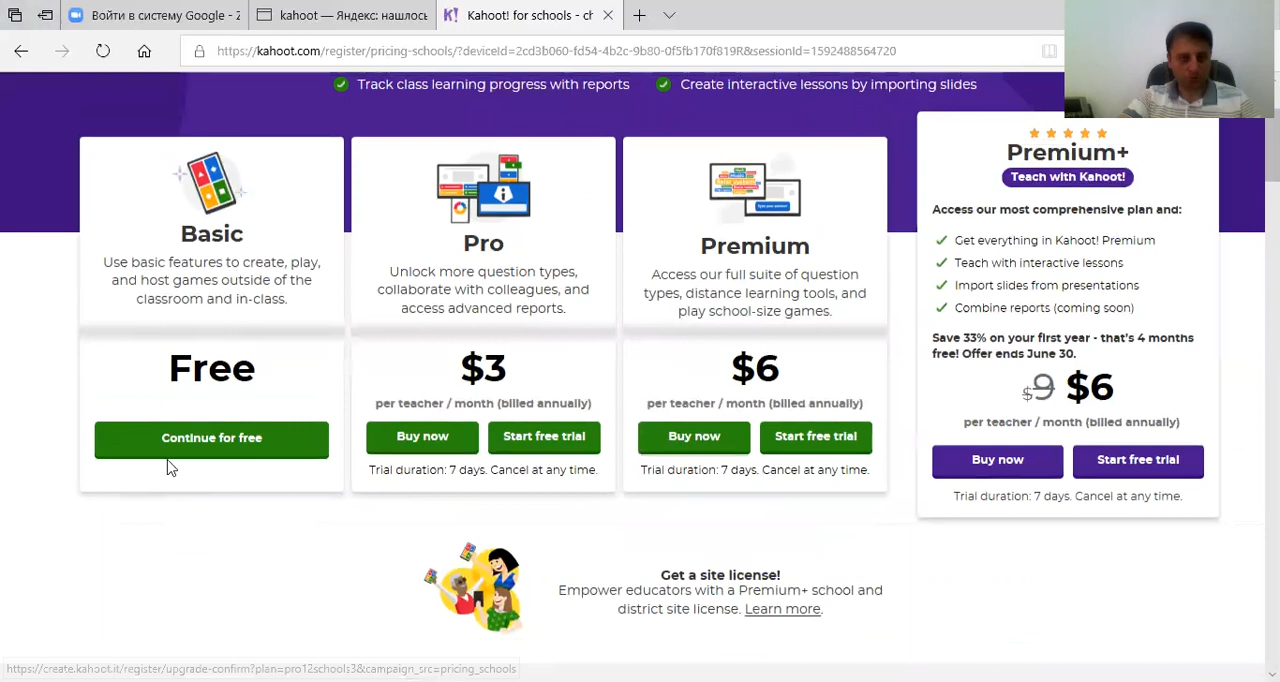 Войти в систему Google - 2
kahoot — Яндекс: нашлось
K! Kahoot! for schools - ch
https://kahoot.com/register/pricing-schools/?deviceId=2cd3b060-fd54-4b2c-9b80-0f5fb170f819R&sessionId=1592488564720
Track class learning progress with reports
Create interactive lessons by importing slides
Basic
Use basic features to create, play,
and host games outside of the
classroom and in-class.
Free
Continue for free
Pro
Unlock more question types,
collaborate with colleagues, and
access advanced reports.
$3
per teacher / month (billed annually)
Buy now
Start free trial
Trial duration: 7 days. Cancel at any time.
Premium
Access our full suite of question
types, distance learning tools, and
play school-size games.
$6
per teacher / month (billed annually)
Buy now
Start free trial
Trial duration: 7 days. Cancel at any time.
Premium+
Teach with Kahoot!
Access our most comprehensive plan and:
Get everything in Kahoot! Premium
Teach with interactive lessons
Import slides from presentations
Combine reports (coming soon)
Save 33% on your first year - that's 4 months
free! Offer ends June 30.
$9 $6
per teacher / month (billed annually)
Buy now
Start free trial
Trial duration: 7 days. Cancel at any time.
Get a site license!
Empower educators with a Premium+ school and
district site license. Learn more.
https://create.kahoot.it/register/upgrade-confirm?plan=pro12schools3&campaign_src=pricing_schools